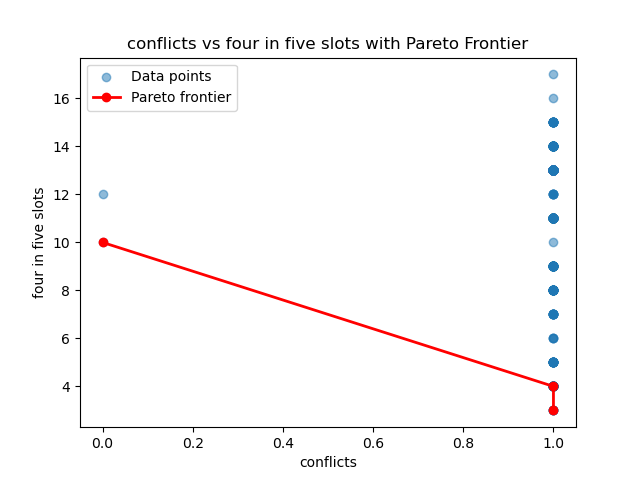 conflicts vs four in five slots with Pareto Frontier
Data points
Pareto frontier
16
14
12
10
8
6
4
four in five slots
0.0 0.2 0.4 0.6 0.8 1.0
conflicts